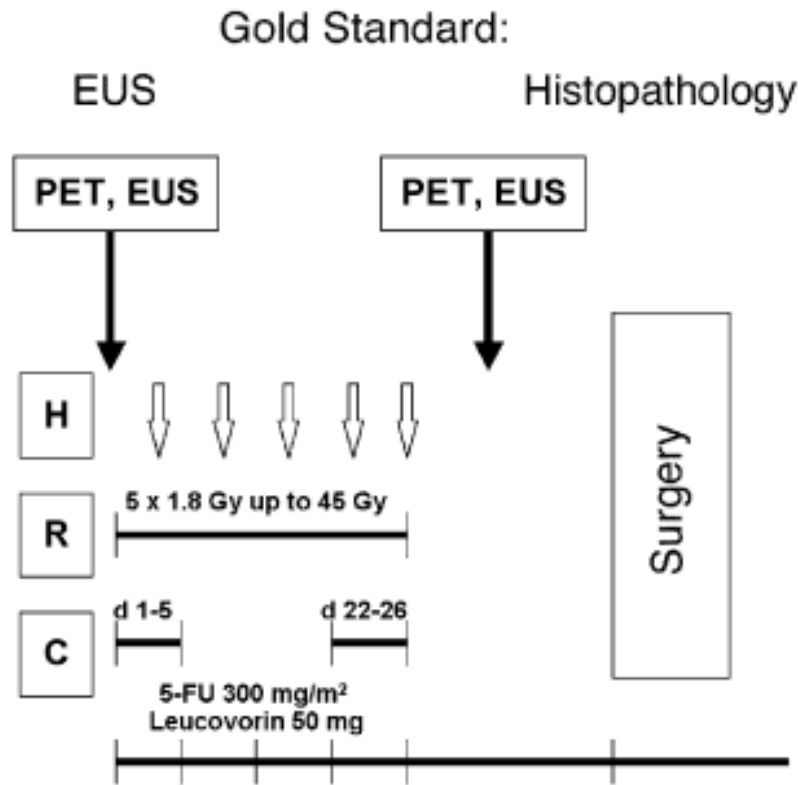 Gold Standard:
EUS
Histopathology
PET, EUS
PET, EUS
H
R
5 x 1.8 Gy up to 45 Gy
C
d 1-5
d 22-26
5-FU 300 mg/m²
Leucovorin 50 mg
Surgery